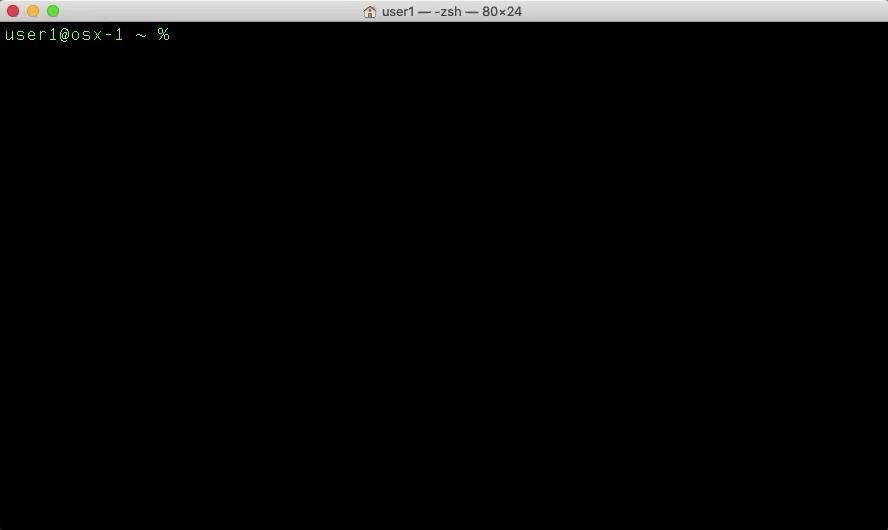 user1 — -zsh — 80×24
user1@osx-1 ~ %